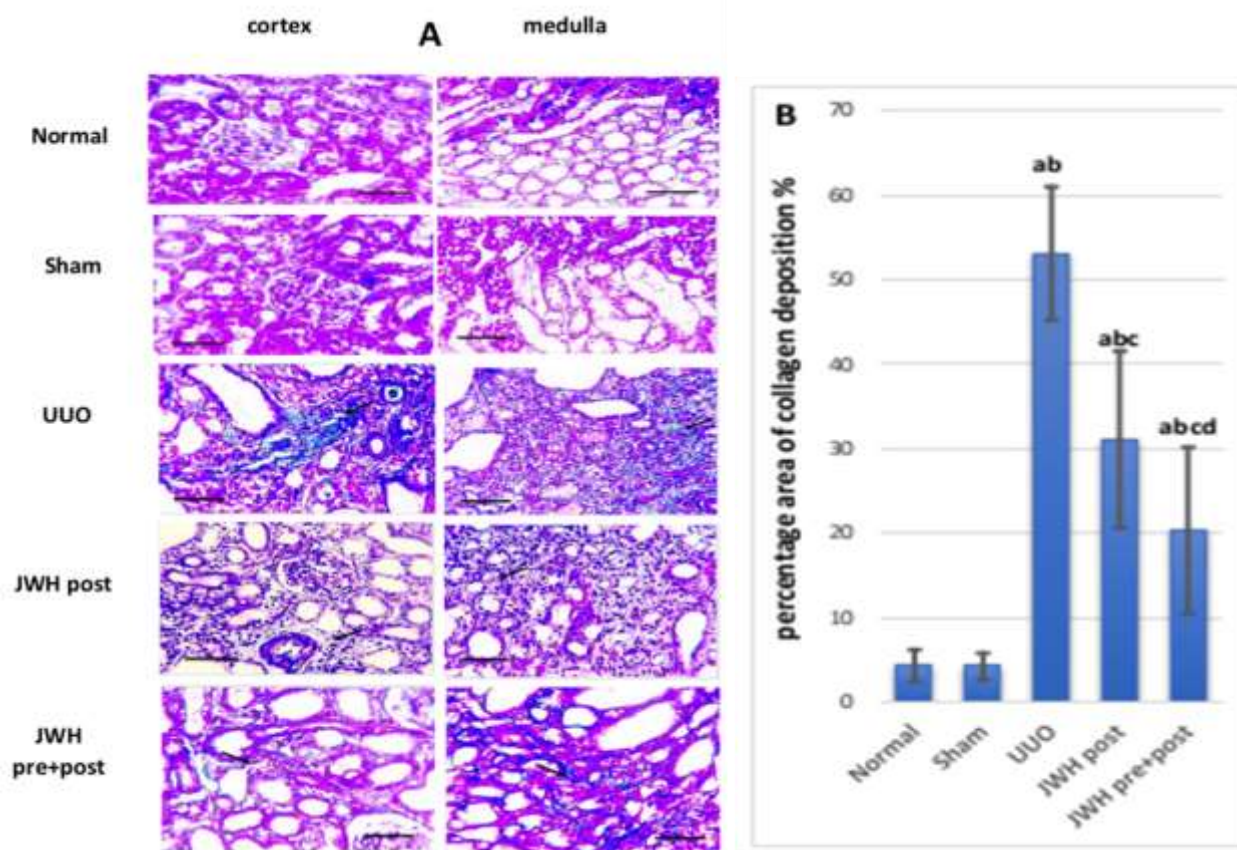 cortex
A
medulla
Normal
Sham
UUO
JWH post
JWH
pre+post
B
percentage area of collagen deposition %
70
60
50
40
30
20
10
0
ab
abc
abcd
Normal
Sham
UUO
JWH post
JWH pre+post